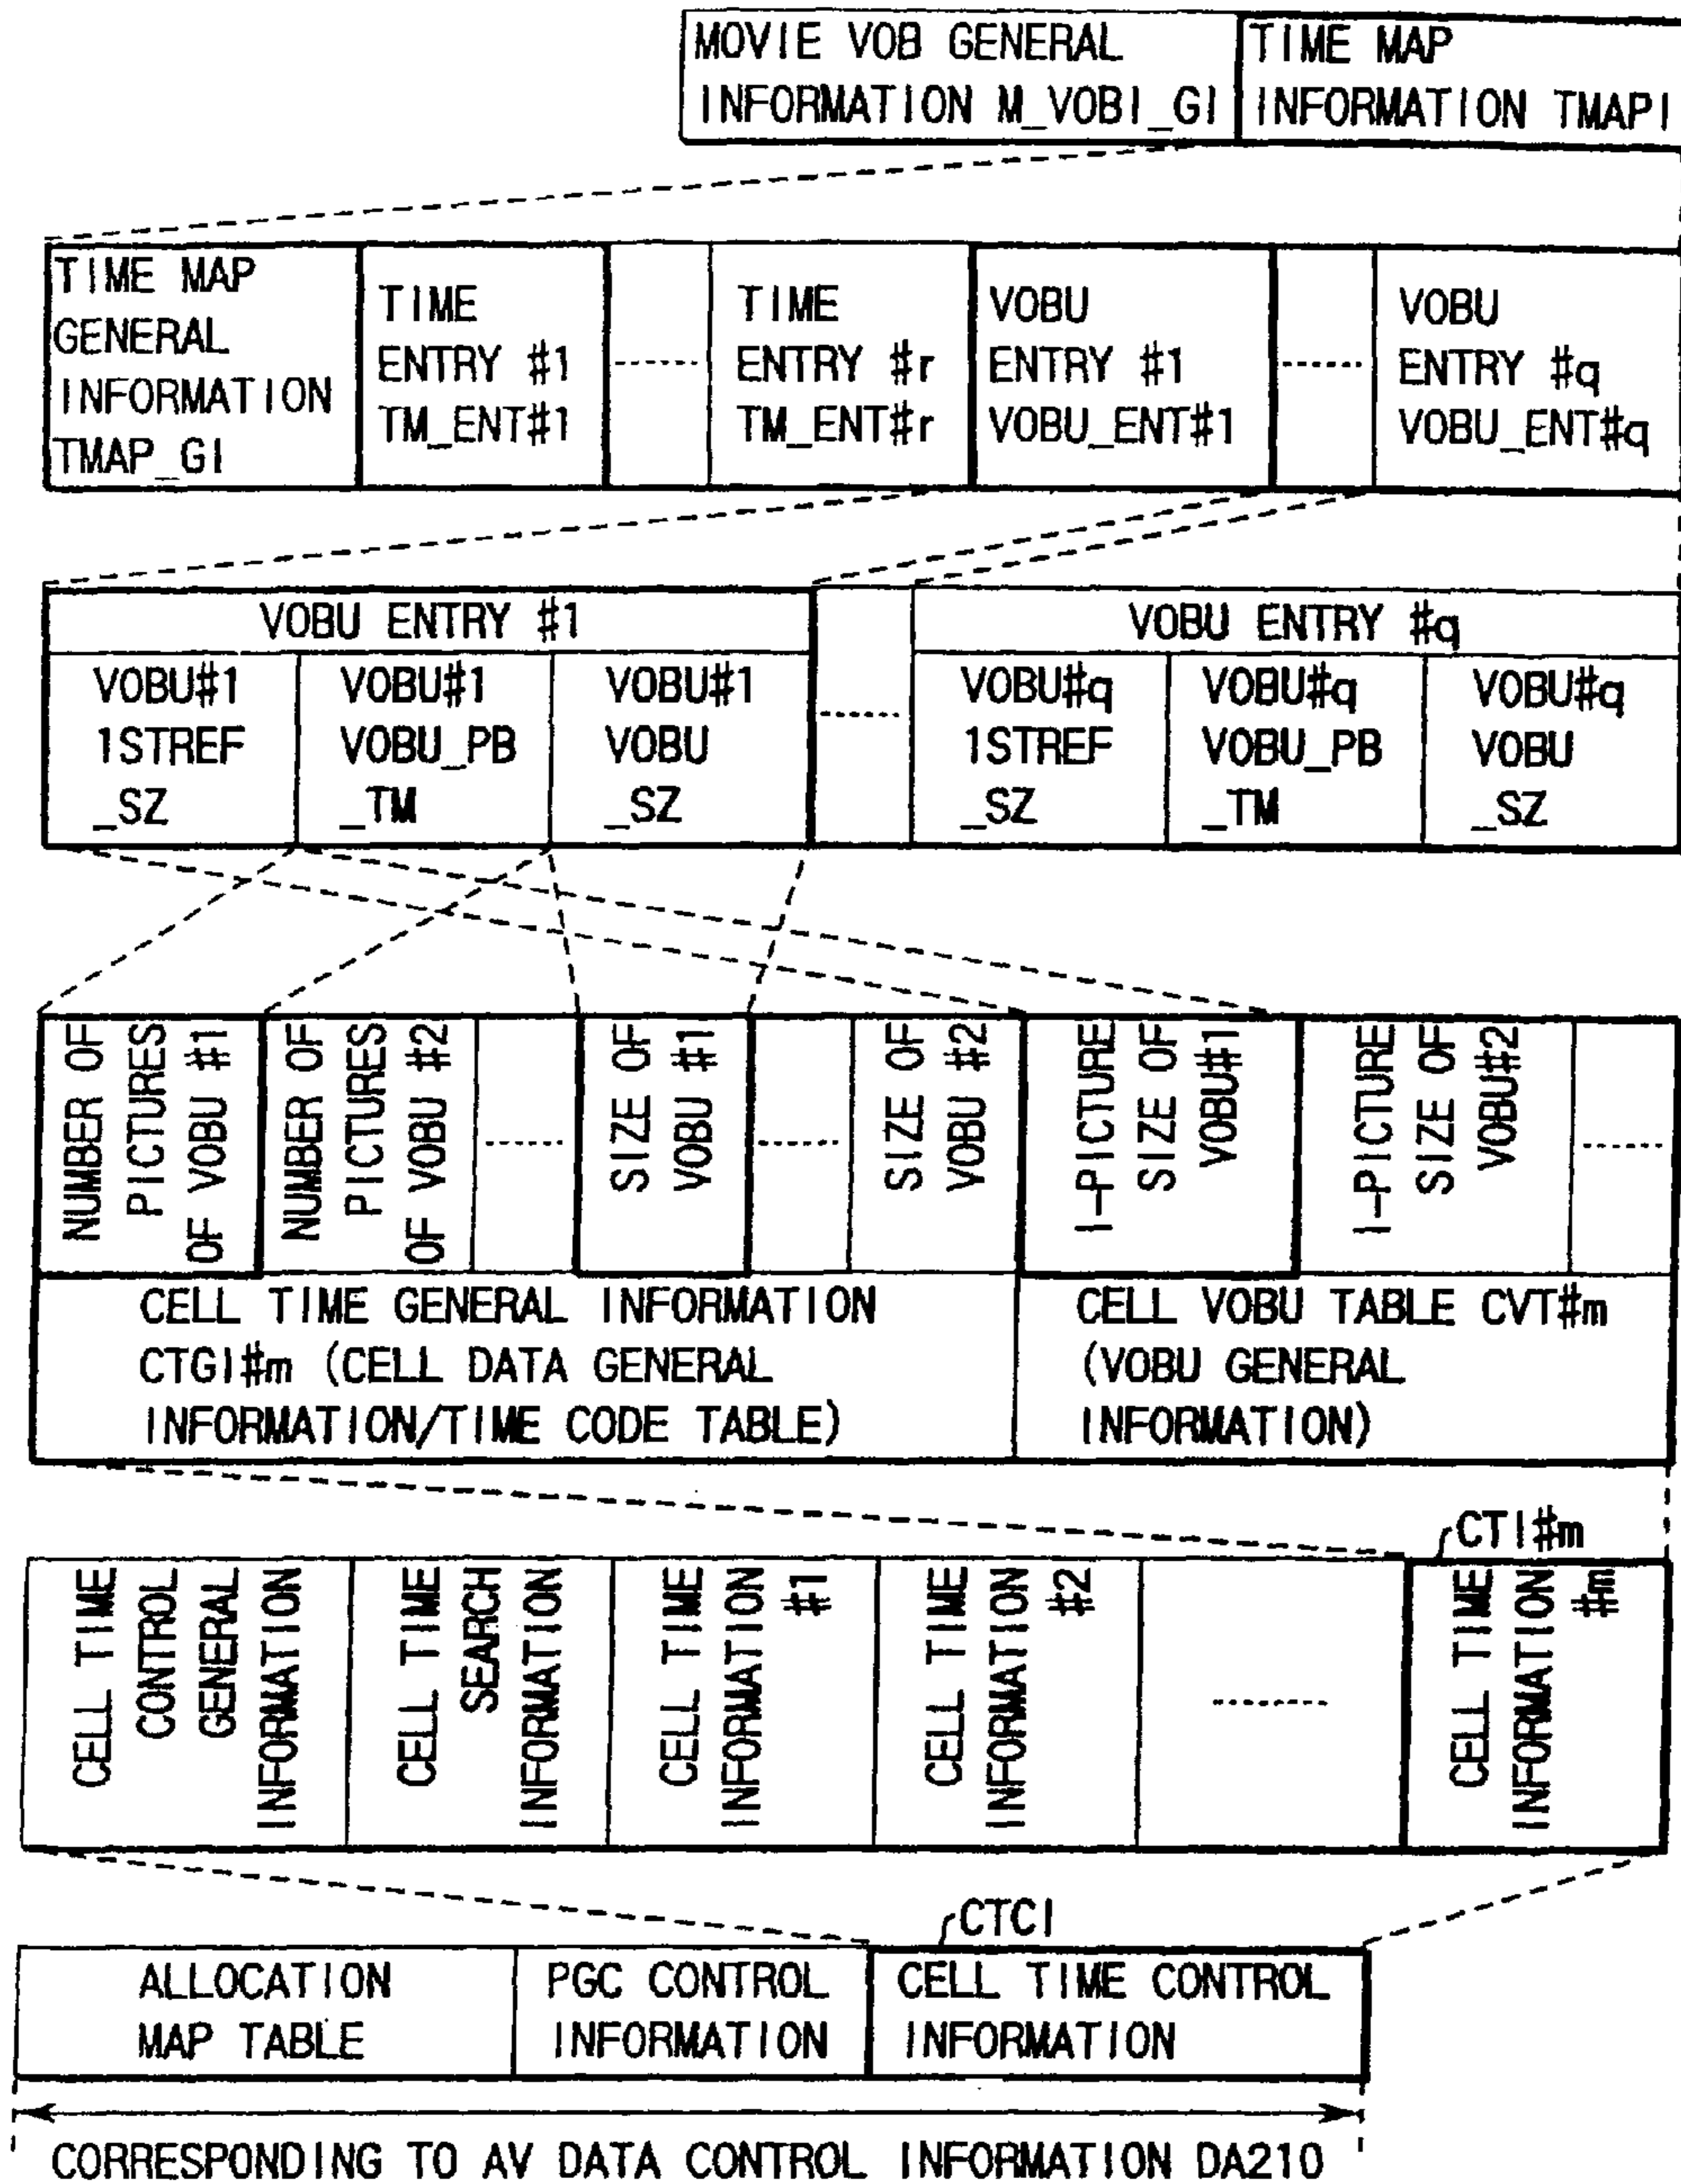 MOVIE VOB GENERAL
INFORMATION M_VOBI_GI
TIME MAP
INFORMATION TMAPI
TIME MAP
GENERAL
INFORMATION
TMAP_GI
TIME
ENTRY #1
TM_ENT#1
TIME
ENTRY #r
TM_ENT#r
VOBU
ENTRY #1
VOBU_ENT#1
VOBU
ENTRY #q
VOBU_ENT#q
VOBU ENTRY #1
VOBU#1
1STREF
_SZ
VOBU#1
VOBU_PB
_TM
VOBU#1
VOBU
_SZ
VOBU ENTRY #q
VOBU#q
1STREF
_SZ
VOBU#q
VOBU_PB
_TM
VOBU#q
VOBU
_SZ
NUMBER OF
PICTURES
OF VOBU #1
NUMBER OF
PICTURES
OF VOBU #2
SIZE OF
VOBU #1
SIZE OF
VOBU #2
I-PICTURE
SIZE OF
VOBU#1
I-PICTURE
SIZE OF
VOBU#2
CELL TIME GENERAL INFORMATION
CTGI#m (CELL DATA GENERAL
INFORMATION/TIME CODE TABLE)
CELL VOBU TABLE CVT#m
(VOBU GENERAL
INFORMATION)
CTI#m
CELL TIME
CONTROL
GENERAL
INFORMATION
CELL TIME
SEARCH
INFORMATION
CELL TIME
INFORMATION
#1
CELL TIME
INFORMATION
#2
CELL TIME
INFORMATION
#m
CTCI
ALLOCATION
MAP TABLE
PGC CONTROL
INFORMATION
CELL TIME CONTROL
INFORMATION
CORRESPONDING TO AV DATA CONTROL INFORMATION DA210